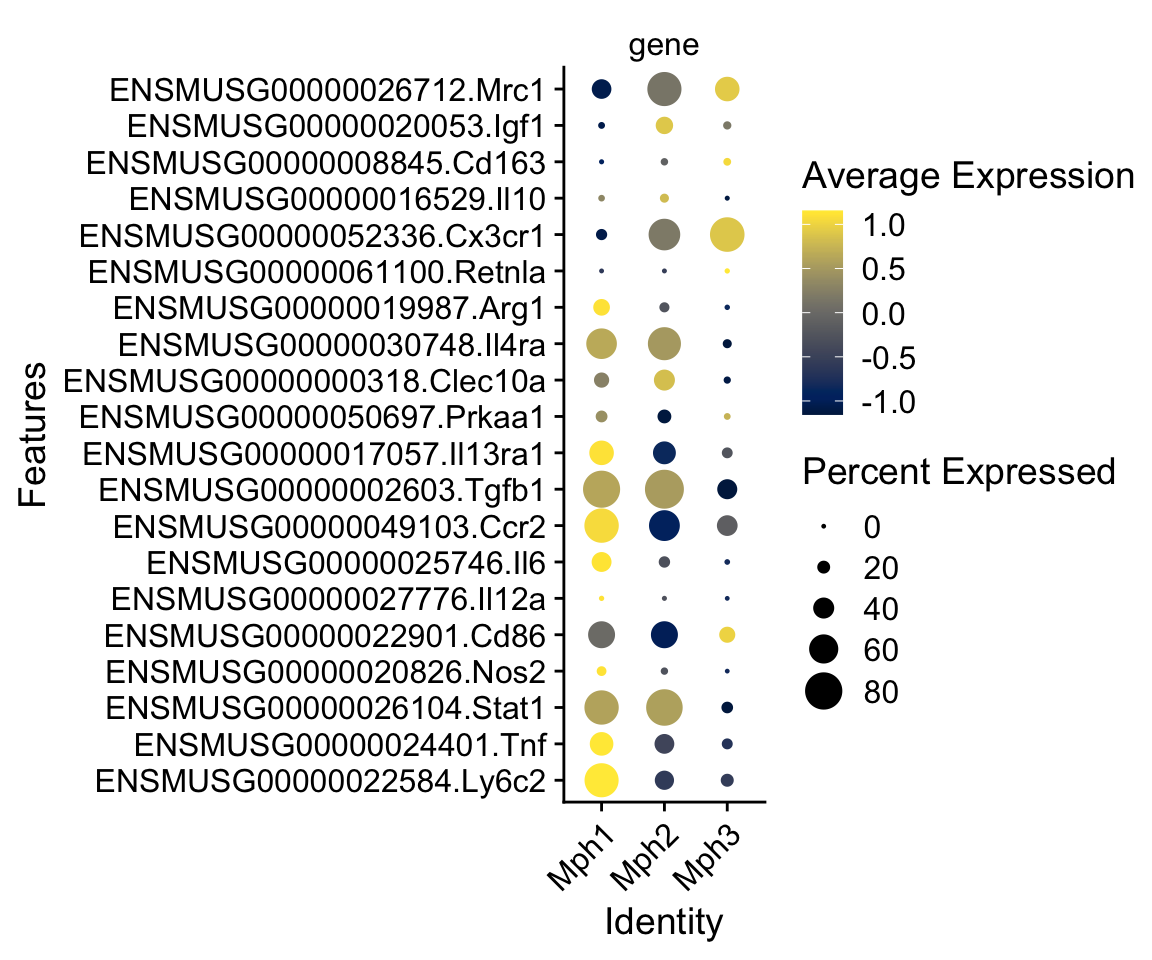 gene
ENSMUSG00000026712.Mrc1
ENSMUSG00000020053.Igf1
ENSMUSG00000008845.Cd163
ENSMUSG00000016529.Il10
ENSMUSG00000052336.Cx3cr1
ENSMUSG00000061100.Retnla
ENSMUSG00000019987.Arg1
ENSMUSG00000030748.Il4ra
ENSMUSG00000000318.Clec10a
ENSMUSG00000050697.Prkaa1
ENSMUSG00000017057.Il13ra1
ENSMUSG00000002603.Tgfb1
ENSMUSG00000049103.Ccr2
ENSMUSG00000025746.Il6
ENSMUSG00000027776.Il12a
ENSMUSG00000022901.Cd86
ENSMUSG00000020826.Nos2
ENSMUSG00000026104.Stat1
ENSMUSG00000024401.Tnf
ENSMUSG00000022584.Ly6c2
Features
Mph1
Mph2
Mph3
Identity
Average Expression
1.0
0.5
0.0
-0.5
-1.0
Percent Expressed
0
20
40
60
80